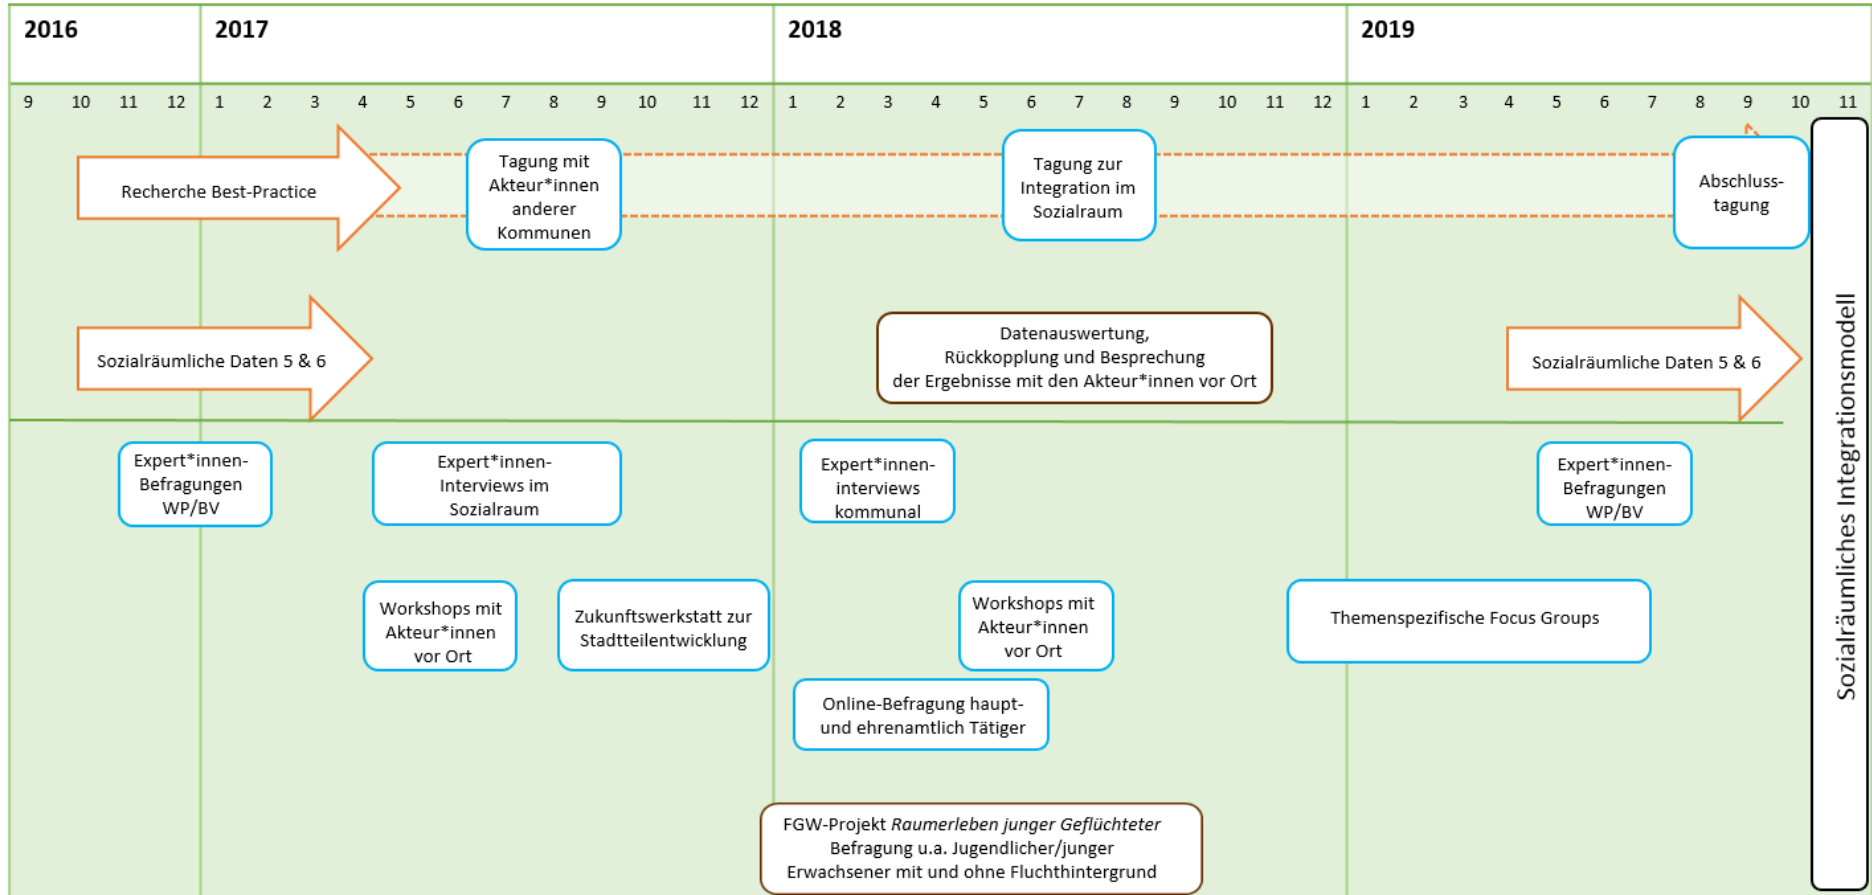 2016 2017 2018 2019
9 10 11 12 1 2 3 4 5 6 7 8 9 10 11 12 1 2 3 4 5 6 7 8 9 10 11 12 1 2 3 4 5 6 7 8 9 10 11
Recherche Best-Practice
Tagung mit
Akteur*innen
anderer
Kommunen
Tagung zur
Integration im
Sozialraum
Abschluss-
tagung
Sozialräumliche Daten 5 & 6
Datenauswertung,
Rückkopplung und Besprechung
der Ergebnisse mit den Akteur*innen vor Ort
Sozialräumliche Daten 5 & 6
Expert*innen-
Befragungen
WP/BV
Expert*innen-
Interviews im
Sozialraum
Expert*innen-
interviews
kommunal
Expert*innen-
Befragungen
WP/BV
Workshops mit
Akteur*innen
vor Ort
Zukunftswerkstatt zur
Stadtteilentwicklung
Workshops mit
Akteur*innen
vor Ort
Themenspezifische Focus Groups
Online-Befragung haupt-
und ehrenamtlich Tätiger
FGW-Projekt Raumerleben junger Geflüchteter
Befragung u.a. Jugendlicher/junger
Erwachsener mit und ohne Fluchthintergrund
Sozialräumliches Integrationsmodell